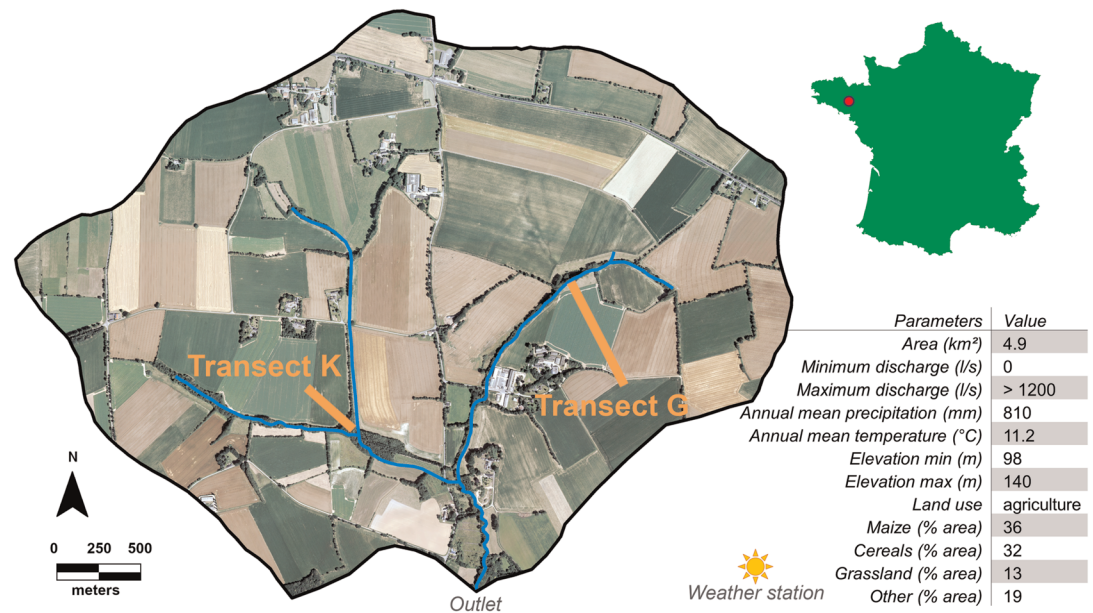 Transect K
Transect G
N
0 250 500
meters
Outlet
Weather station
Parameters Value
Area (km²) 4.9
Minimum discharge (l/s) 0
Maximum discharge (l/s) > 1200
Annual mean precipitation (mm) 810
Annual mean temperature (°C) 11.2
Elevation min (m) 98
Elevation max (m) 140
Land use agriculture
Maize (% area) 36
Cereals (% area) 32
Grassland (% area) 13
Other (% area) 19